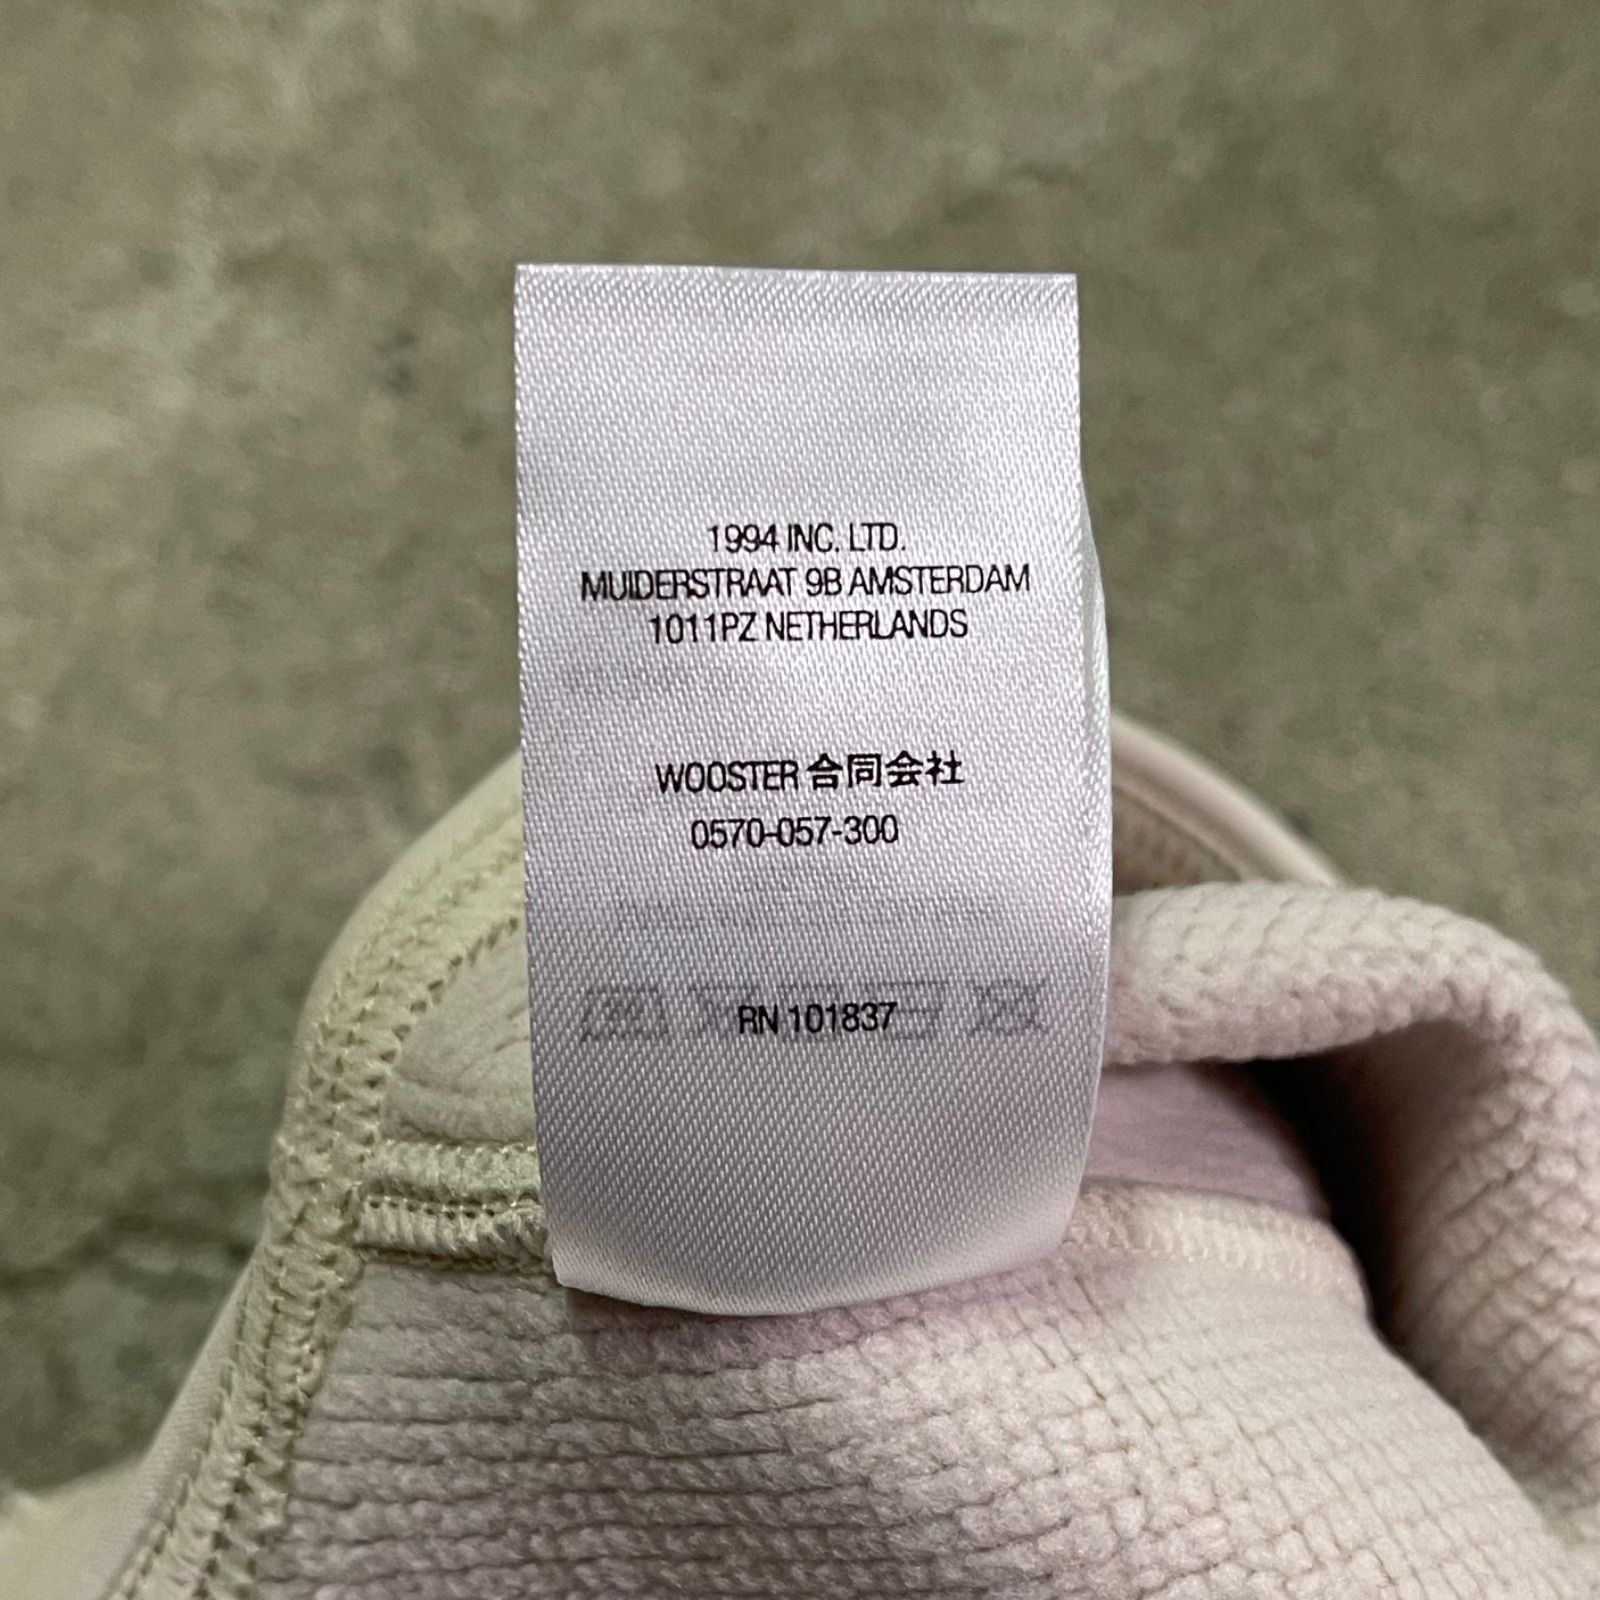 1994 INC. LTD.
MUIDERSTRAAT 9B AMSTERDAM
1011PZ NETHERLANDS
WOOSTER 合同会社
0570-057-300
RN 101837